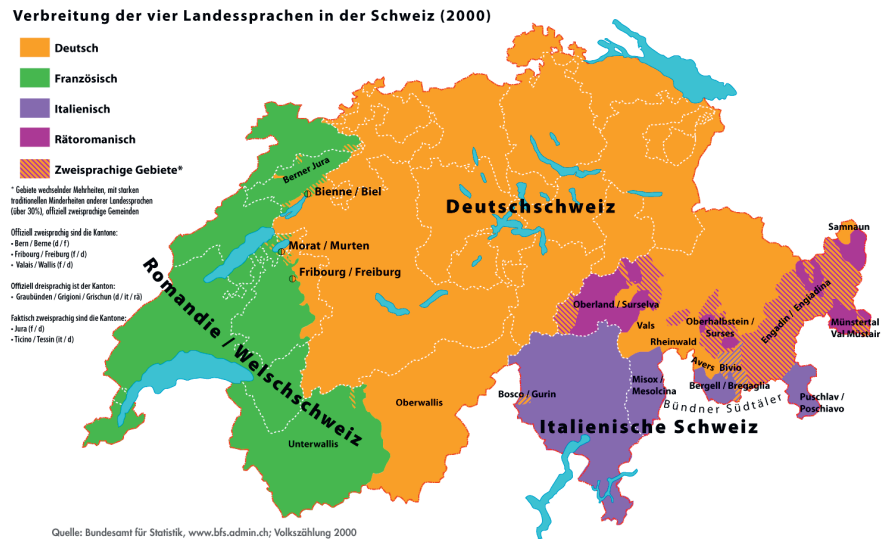 Verbreitung der vier Landessprachen in der Schweiz (2000)
Deutsch
Französisch
Italienisch
Rätoromanisch
Zweisprachige Gebiete*
* Gebiete wechselnder Mehrheiten, mit starken
traditionellen Minderheiten anderer Landessprachen
(über 30%), offiziell zweisprachige Gemeinden
Offiziell zweisprachig sind die Kantone:
• Bern / Berne (d / f)
• Fribourg / Freiburg (f / d)
• Valais / Wallis (f / d)
Offiziell dreisprachig ist der Kanton:
• Graubünden / Grigioni / Grischun (d / it / rä)
Faktisch zweisprachig sind die Kantone:
• Jura (f / d)
• Ticino / Tessin (it / d)
Berner Jura
Bienne / Biel
Deutschschweiz
Morat / Murten
Fribourg / Freiburg
Romandie / Welschschweiz
Samnaun
Oberland / Surselva
Engadin / Engiadina
Vals
Oberhalbstein /
Surses
Münstertal
Val Müstair
Rheinwald
Avers
Bivio
Misox /
Mesolcina
Bergell / Bregaglia
Bosco / Gurin
Oberwallis
Puschlav /
Poschiavo
Bündner Südtäler
Italienische Schweiz
Unterwallis
Quelle: Bundesamt für Statistik, www.bfs.admin.ch; Volkszählung 2000